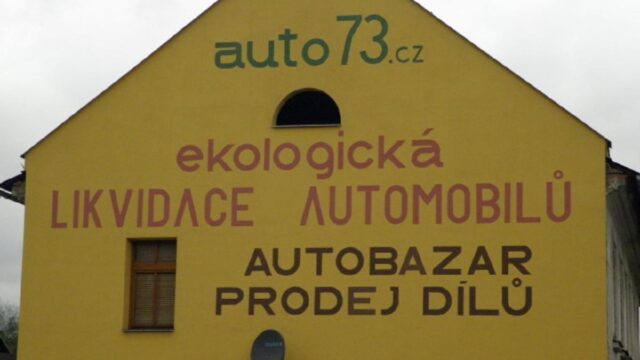 auto73.cz
ekologická
LIKVIDACE AUTOMOBILŮ
AUTOBAZAR
PRODEJ DÍLŮ